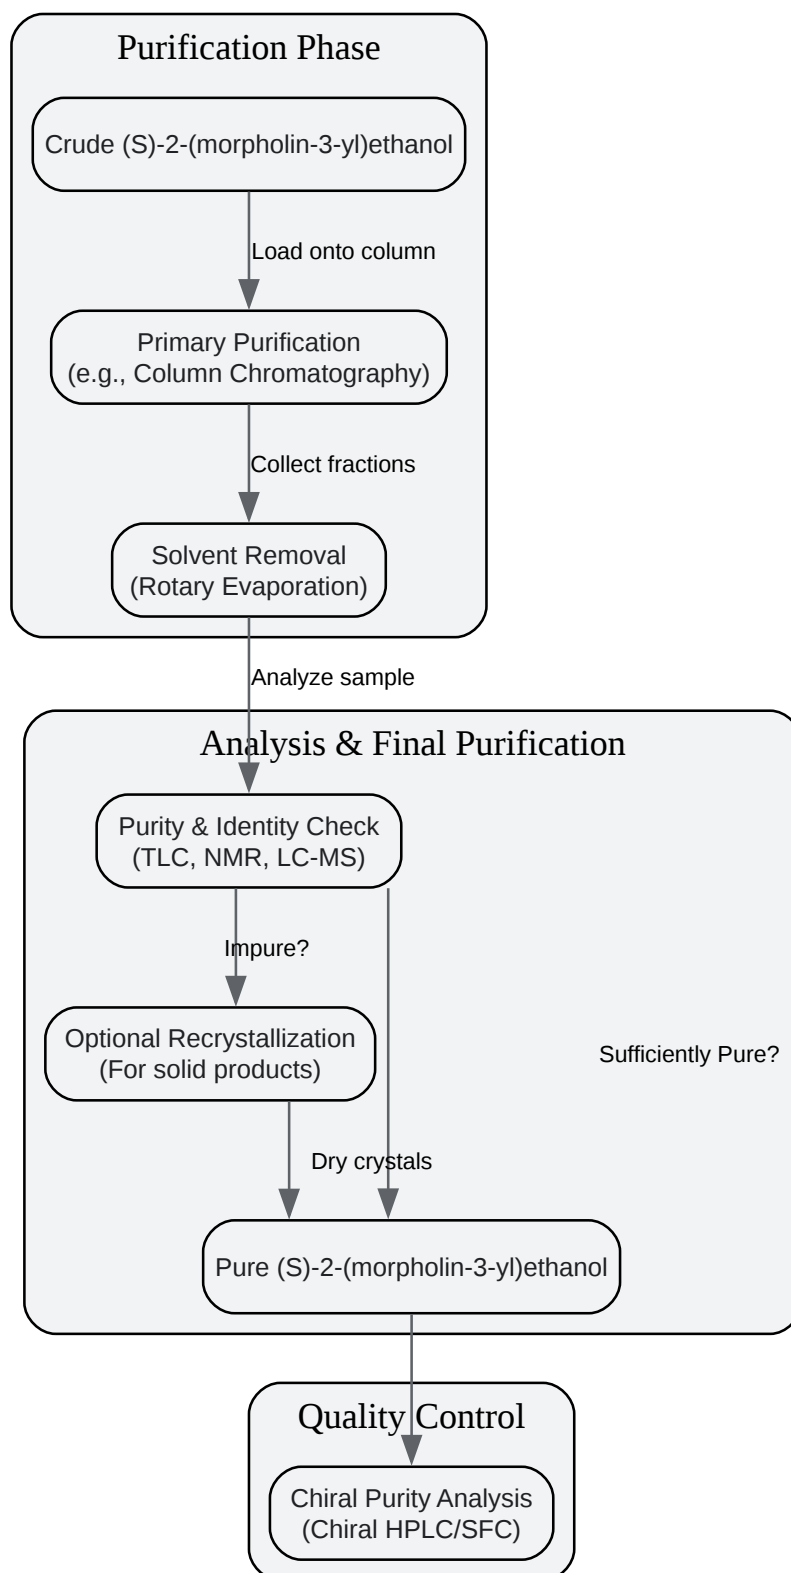 Purification Phase
Crude (S)-2-(morpholin-3-yl)ethanol
Load onto column
Primary Purification
(e.g., Column Chromatography)
Collect fractions
Solvent Removal
(Rotary Evaporation)
Analyze sample
Analysis & Final Purification
Purity & Identity Check
(TLC, NMR, LC-MS)
Impure?
Optional Recrystallization
(For solid products)
Sufficiently Pure?
Dry crystals
Pure (S)-2-(morpholin-3-yl)ethanol
Quality Control
Chiral Purity Analysis
(Chiral HPLC/SFC)